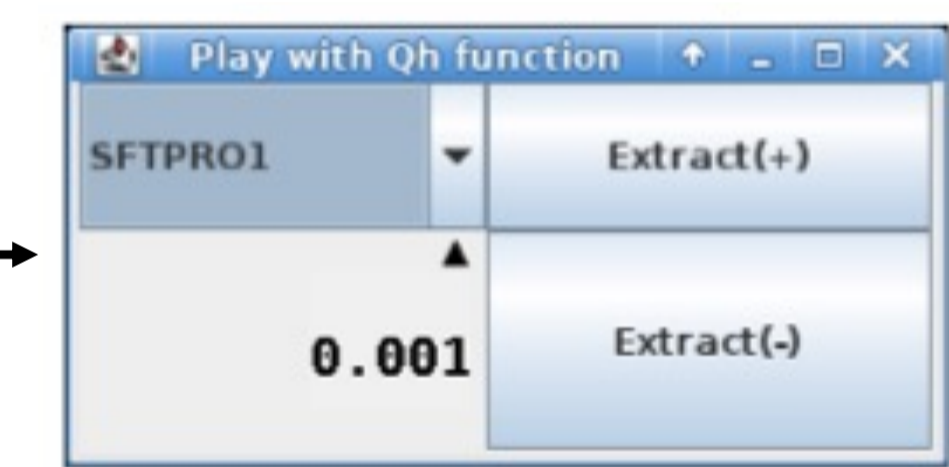 Play with Qh function
SFTPRO1
Extract(+)
0.001
Extract(-)